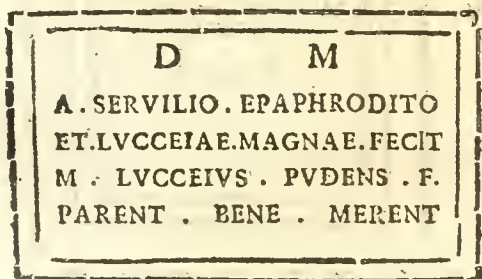 D M
A. SERVILIO. EPAPHRODITO
ET.LVCCEIAE.MAGNAE.FECIT
M . LVCCEIVS . PVDENS . F.
PARENT . BENE . MERENT